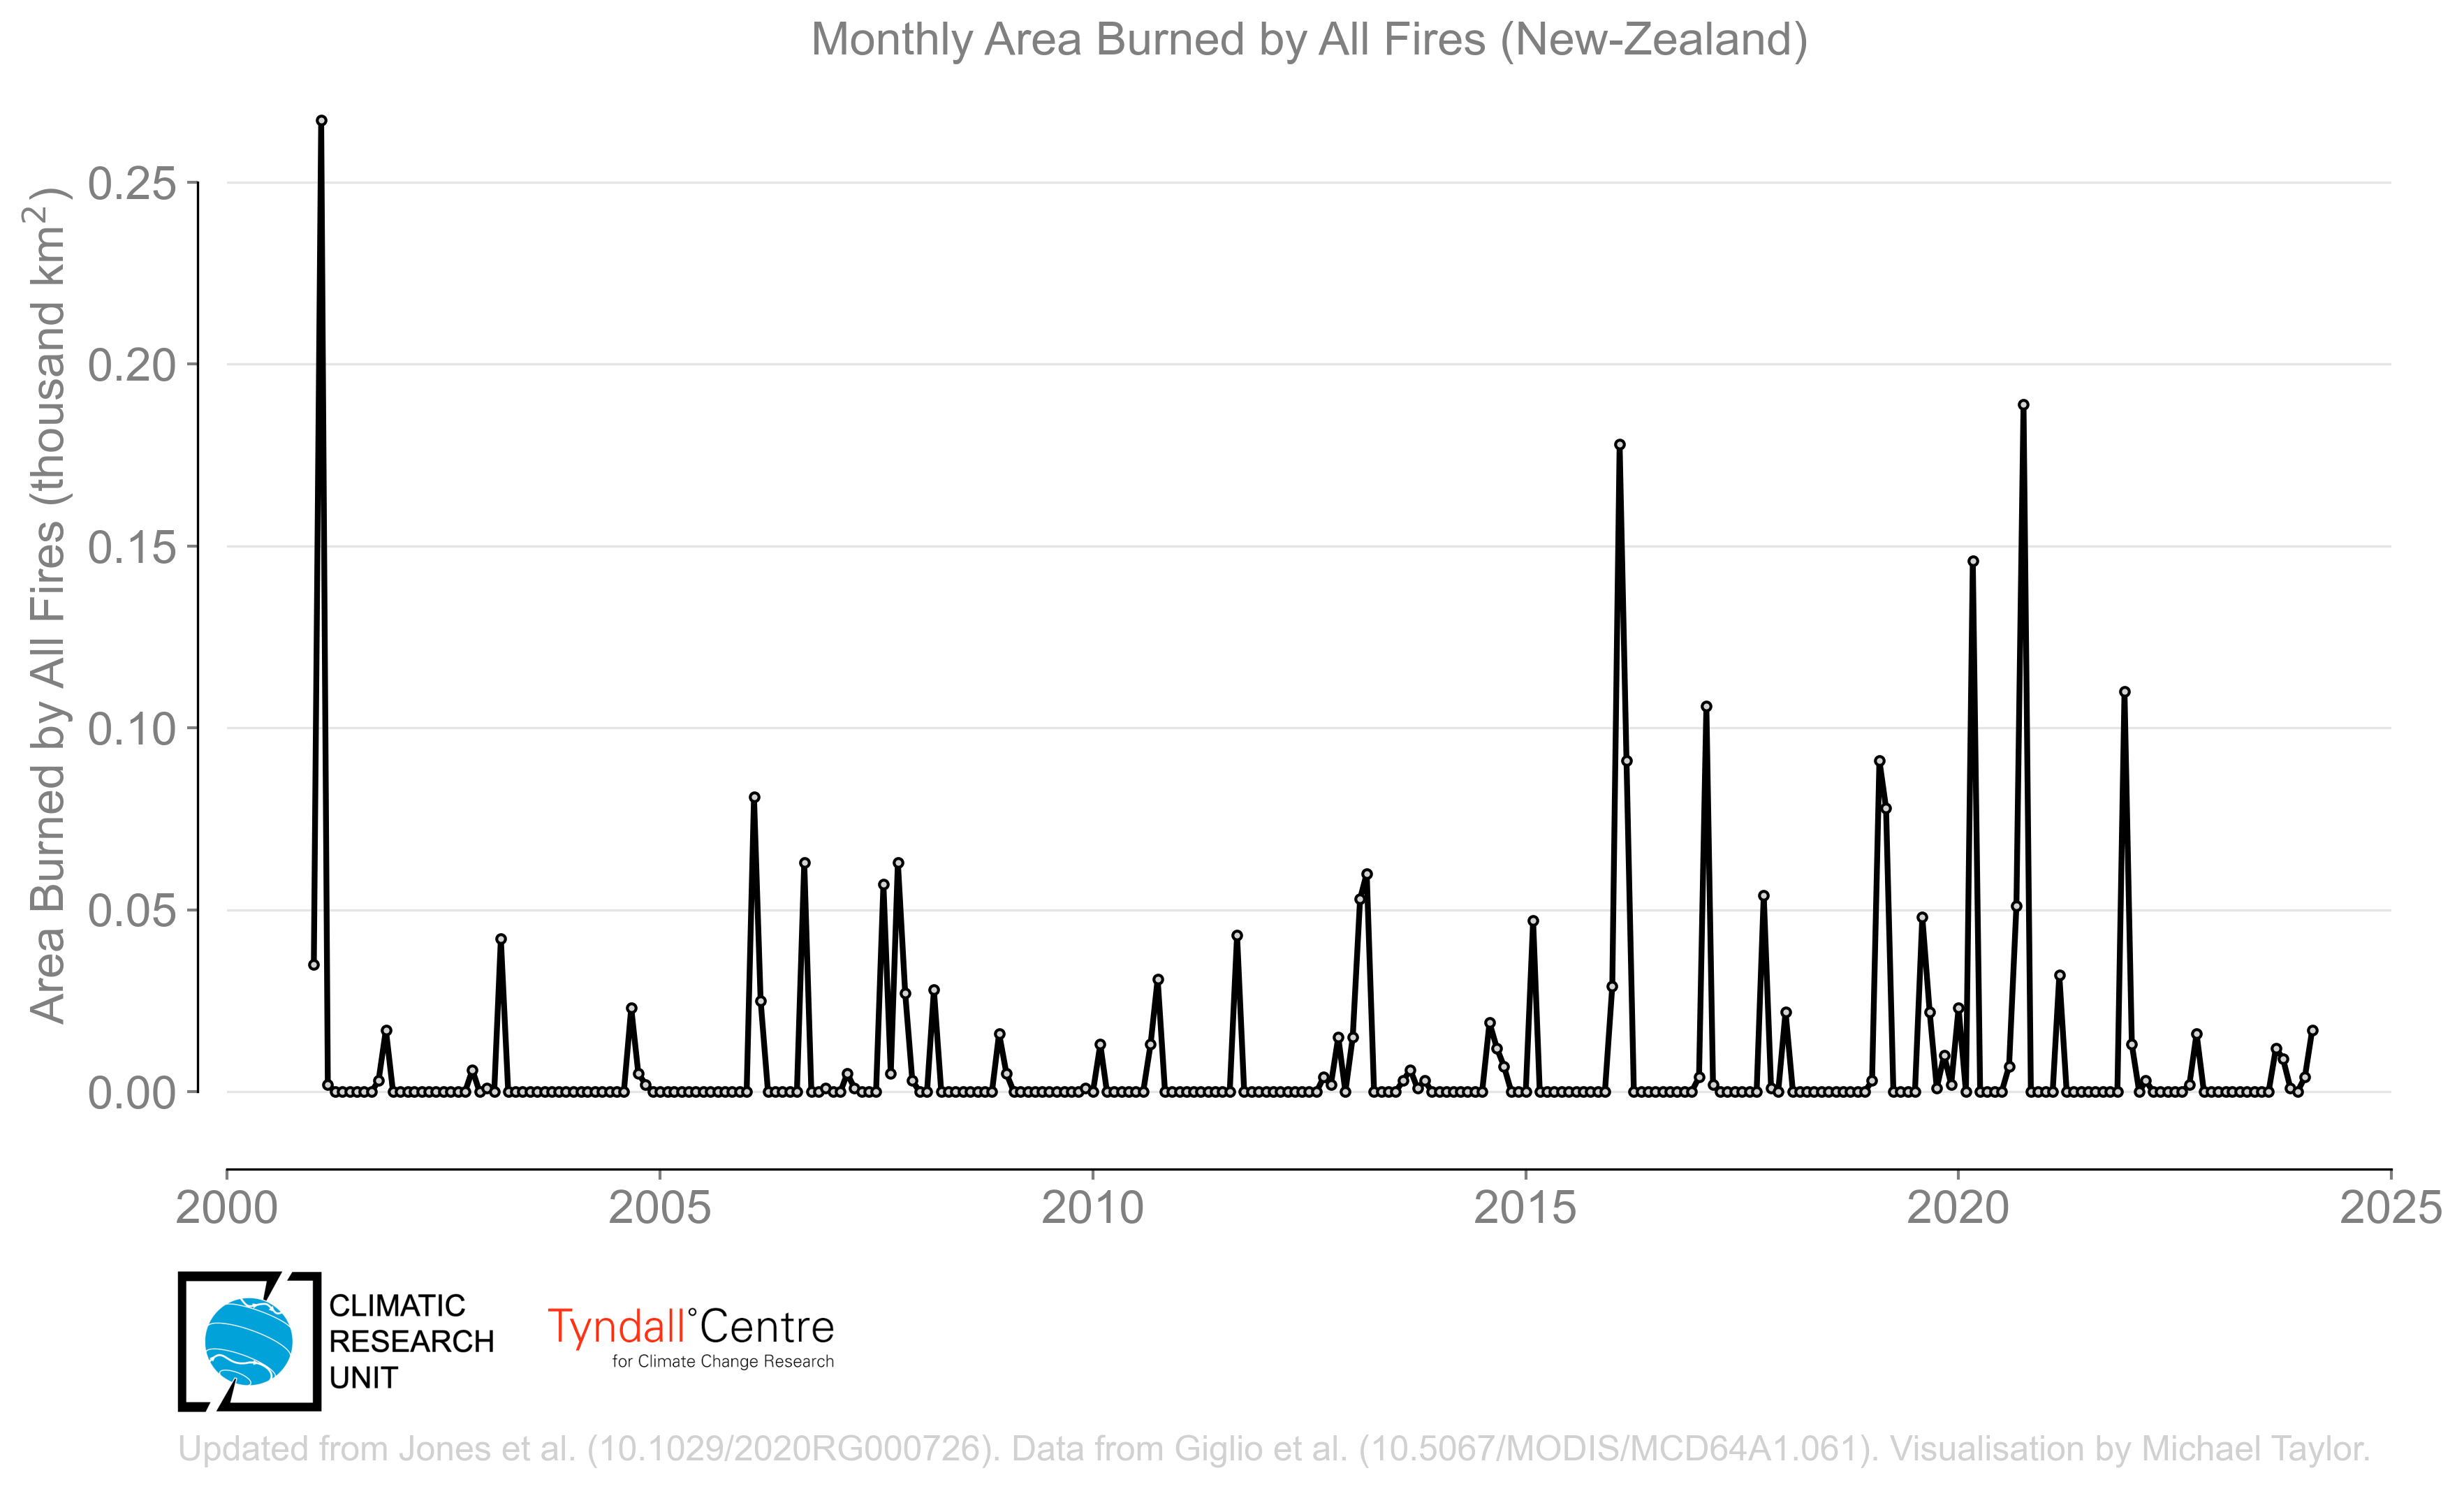 Monthly Area Burned by All Fires (New-Zealand)
Area Burned by All Fires (thousand km²)
0.25
0.20
0.15
0.10
0.05
0.00
2000 2005 2010 2015 2020 2025
CLIMATIC
RESEARCH
UNIT
Tyndall°Centre
for Climate Change Research
Updated from Jones et al. (10.1029/2020RG000726). Data from Giglio et al. (10.5067/MODIS/MCD64A1.061). Visualisation by Michael Taylor.